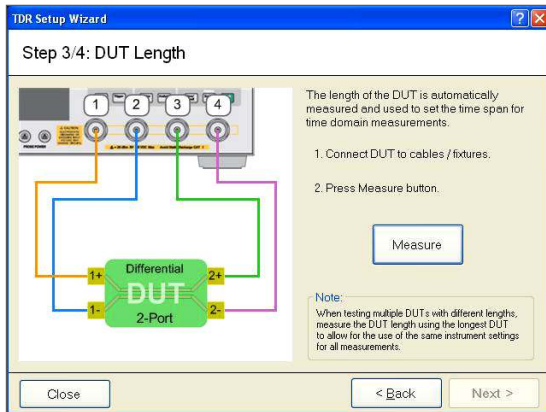 TDR Setup Wizard
Step 3/4: DUT Length
1 2 3 4
The length of the DUT is automatically
measured and used to set the time span for
time domain measurements.
1. Connect DUT to cables / fixtures.
2. Press Measure button.
Measure
Differential
1+ 2+
DUT
1- 2-
2-Port
Note:
When testing multiple DUTs with different lengths,
measure the DUT length using the longest DUT
to allow for the use of the same instrument settings
for all measurements.
Close
< Back
Next >